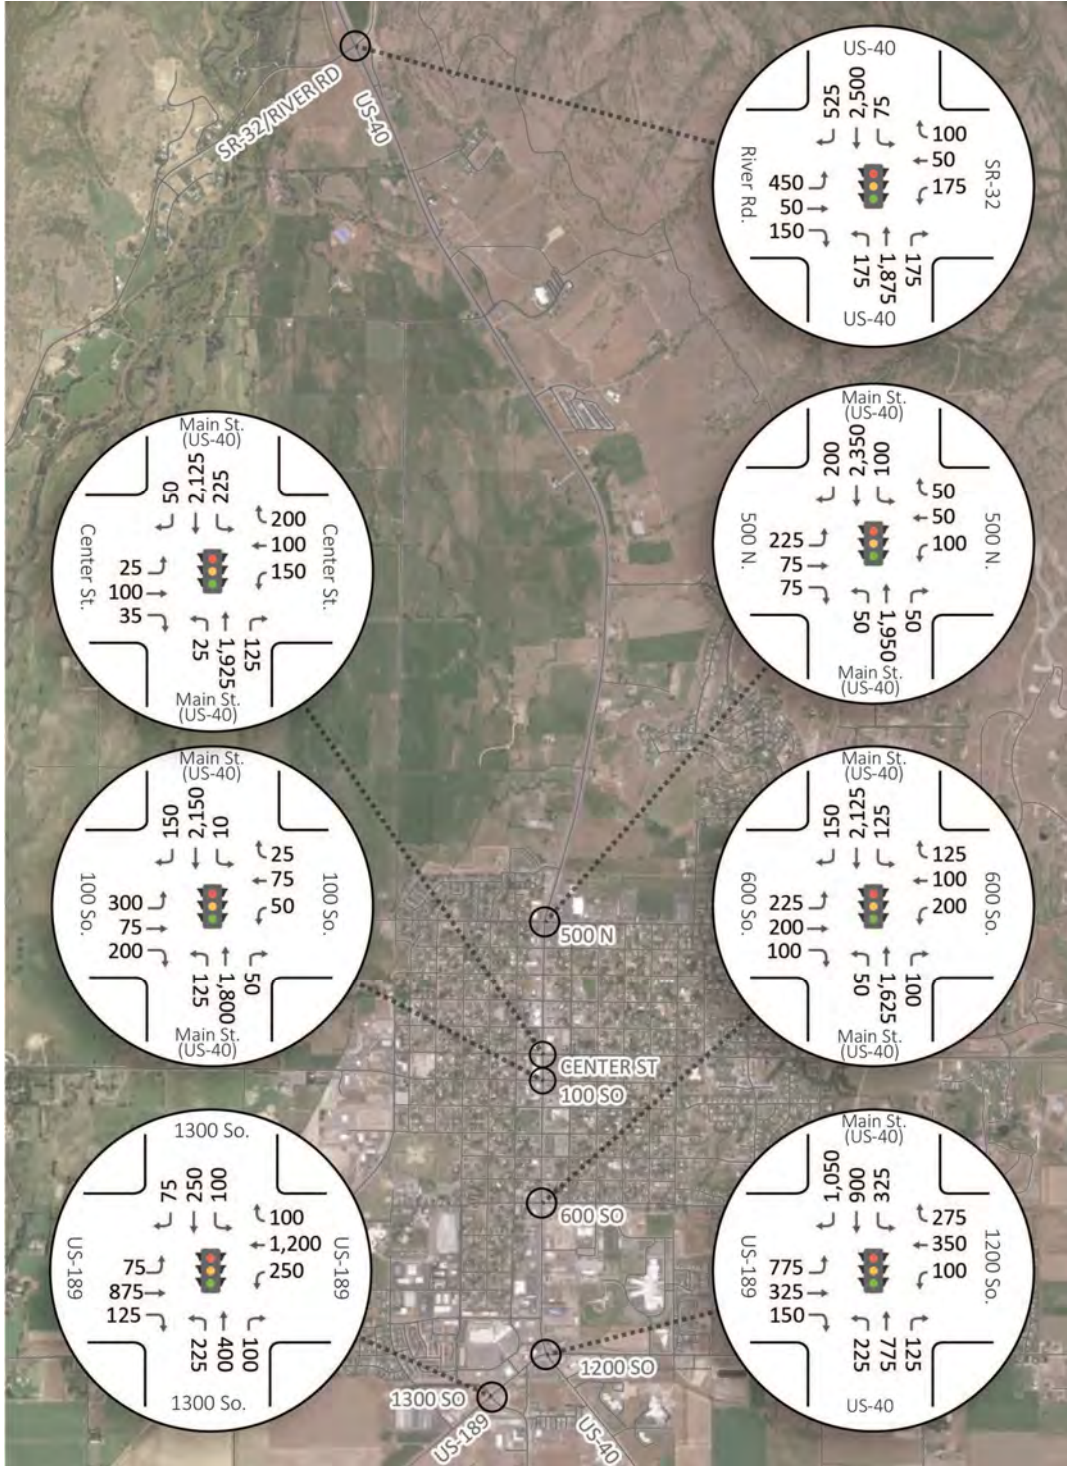 SR-32/RIVER RD
US-40
US-40
525
2,500
75
100
50
175
SR-32
River Rd.
450
50
150
175
1,875
175
US-40
Main St.
(US-40)
50
2,125
25
200
100
150
Center St.
Center St.
25
100
35
25
1,925
125
Main St.
(US-40)
Main St.
(US-40)
200
2,350
100
50
50
100
500 N.
500 N.
225
75
75
50
1,950
50
Main St.
(US-40)
Main St.
(US-40)
150
2,150
10
25
75
50
100 So.
100 So.
300
75
200
125
1,800
50
Main St.
(US-40)
Main St.
(US-40)
150
2,125
125
125
100
200
600 So.
600 So.
225
200
100
50
1,625
100
Main St.
(US-40)
500 N
CENTER ST
100 SO
600 SO
1300 So.
75
250
100
100
1,200
250
US-189
US-189
75
875
125
225
400
100
1300 So.
Main St.
(US-40)
1,050
900
325
275
350
100
1200 So.
US-189
775
325
150
225
775
125
US-40
1200 SO
1300 SO
US-189
US-40